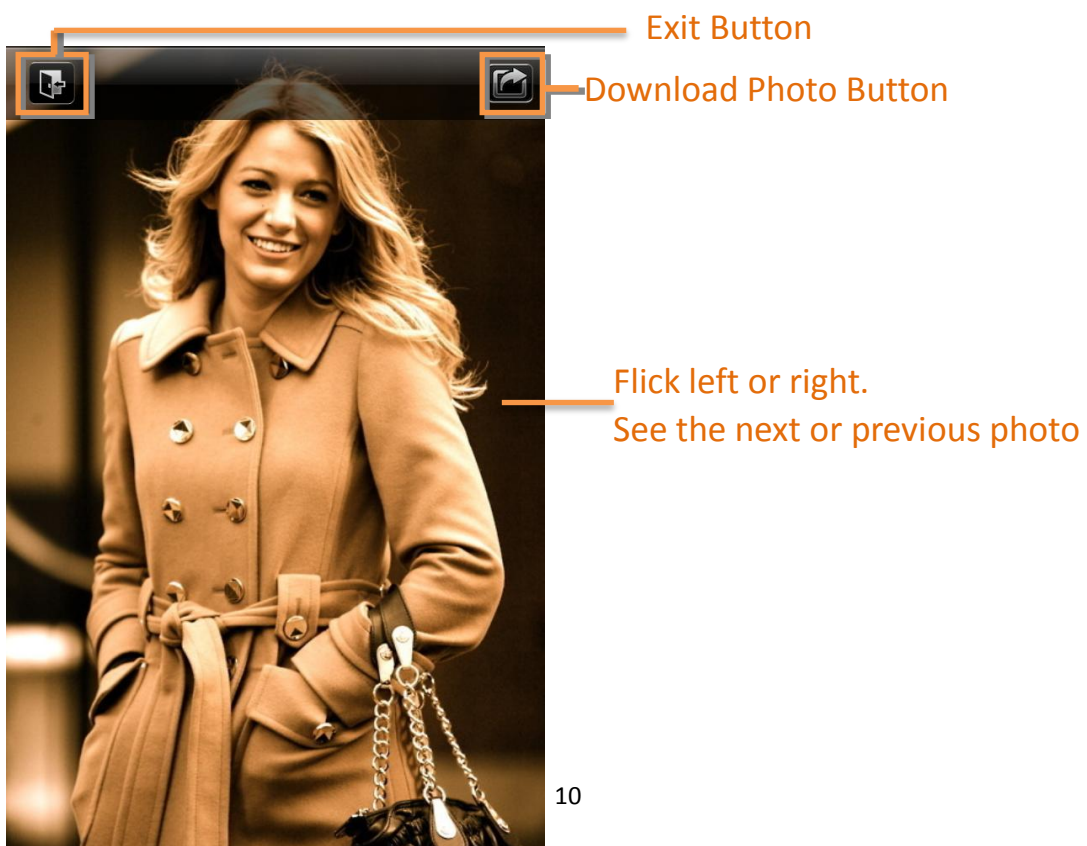 Exit Button
Download Photo Button
Flick left or right.
See the next or previous photo
10